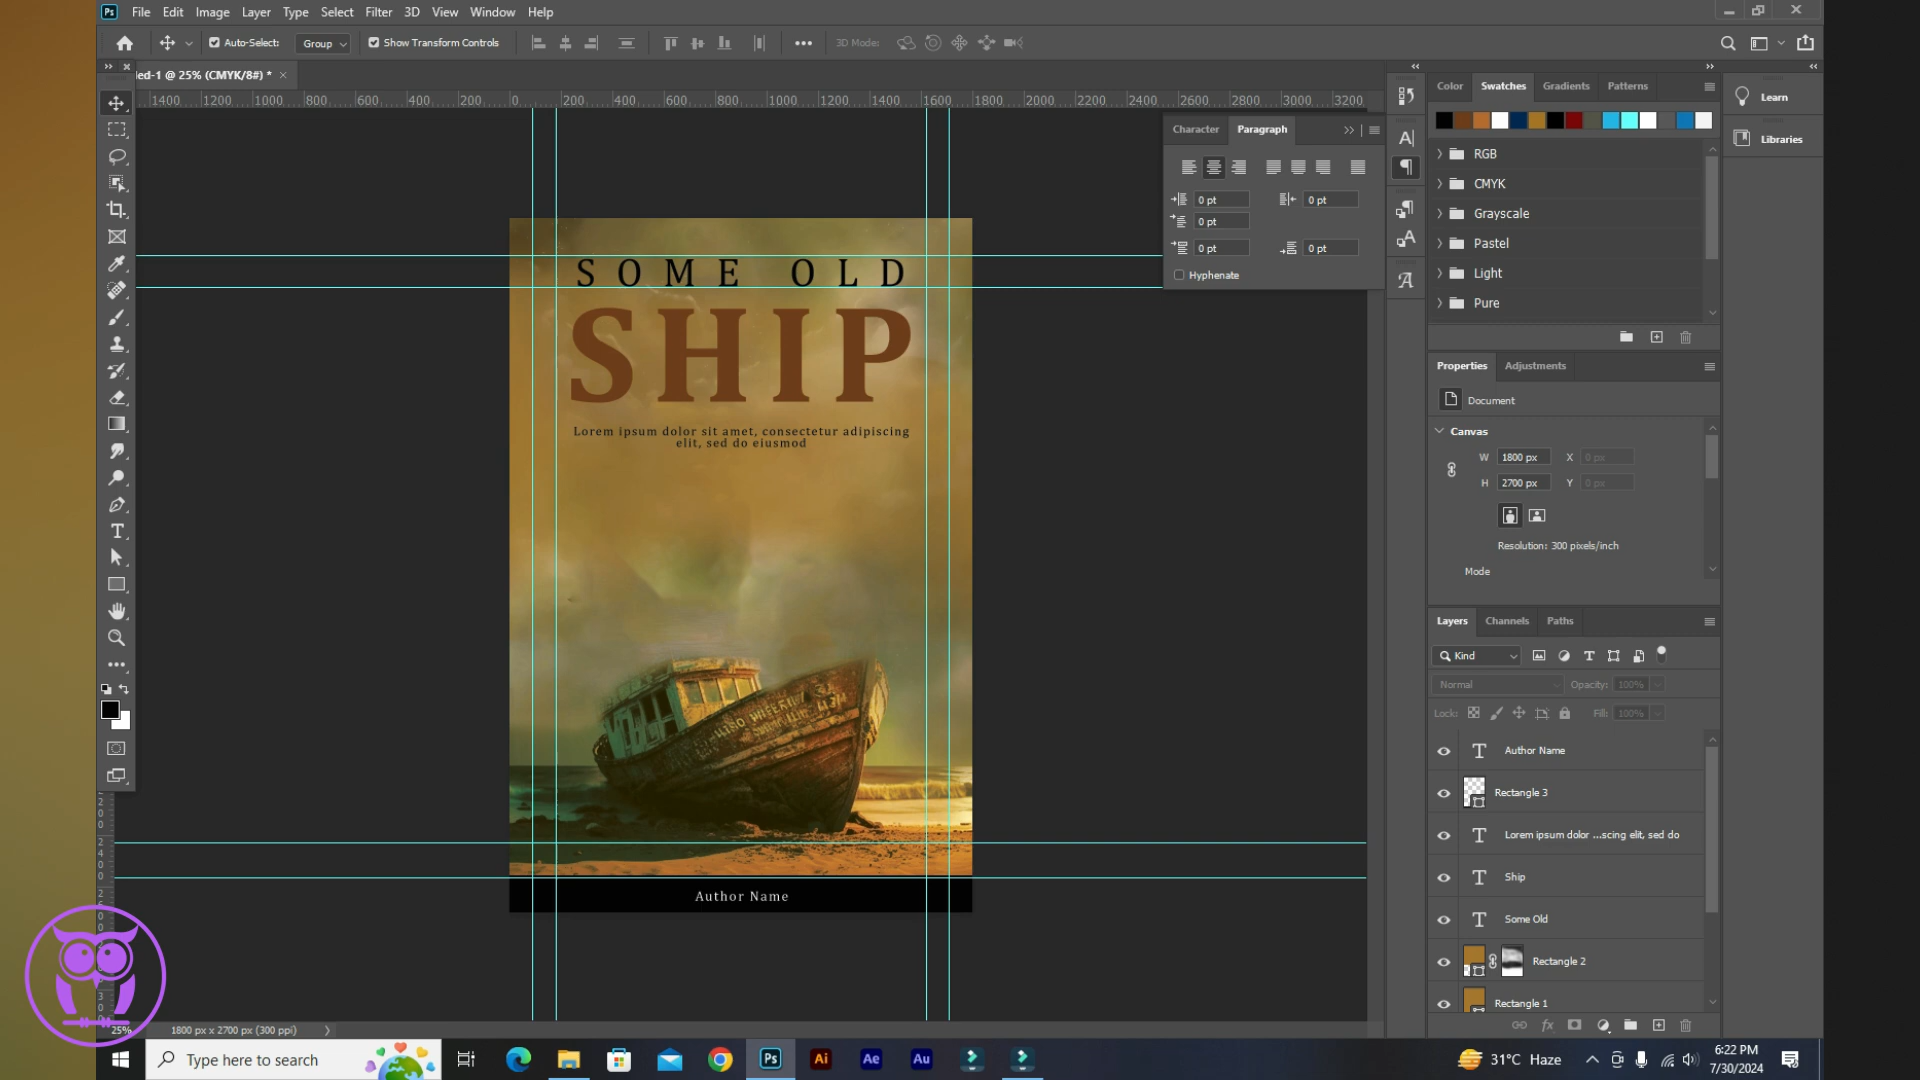 File Edit Image Layer Type Select Filter 3D View Window Help
Auto-Select: Group Show Transform Controls 3D Mode:
led-1 @ 25% (CMYK/8#) *
1400 1200 1000 800 600 400 200 0 200 400 600 800 1000 1200 1400 1600 1800 2000 2200 2400 2600 2800 3000 3200
Character Paragraph
0 pt 0 pt
0 pt
0 pt 0 pt
Hyphenate
Color Swatches Gradients Patterns
RGB
CMYK
Grayscale
Pastel
Light
Pure
Learn
Libraries
Properties Adjustments
Document
Canvas
W 1800 px X 0 px
H 2700 px Y 0 px
Resolution: 300 pixels/inch
Mode
Layers Channels Paths
Kind
Normal Opacity: 100%
Lock: Fill: 100%
Author Name
Rectangle 3
Lorem ipsum dolor ...scing elit, sed do
Ship
Some Old
Rectangle 2
Rectangle 1
SOME OLD
SHIP
Lorem ipsum dolor sit amet, consectetur adipiscing
elit, sed do eiusmod
Author Name
25% 1800 px x 2700 px (300 ppi)
Type here to search
Ps Ai Ae Au
31°C Haze
6:22 PM
7/30/2024